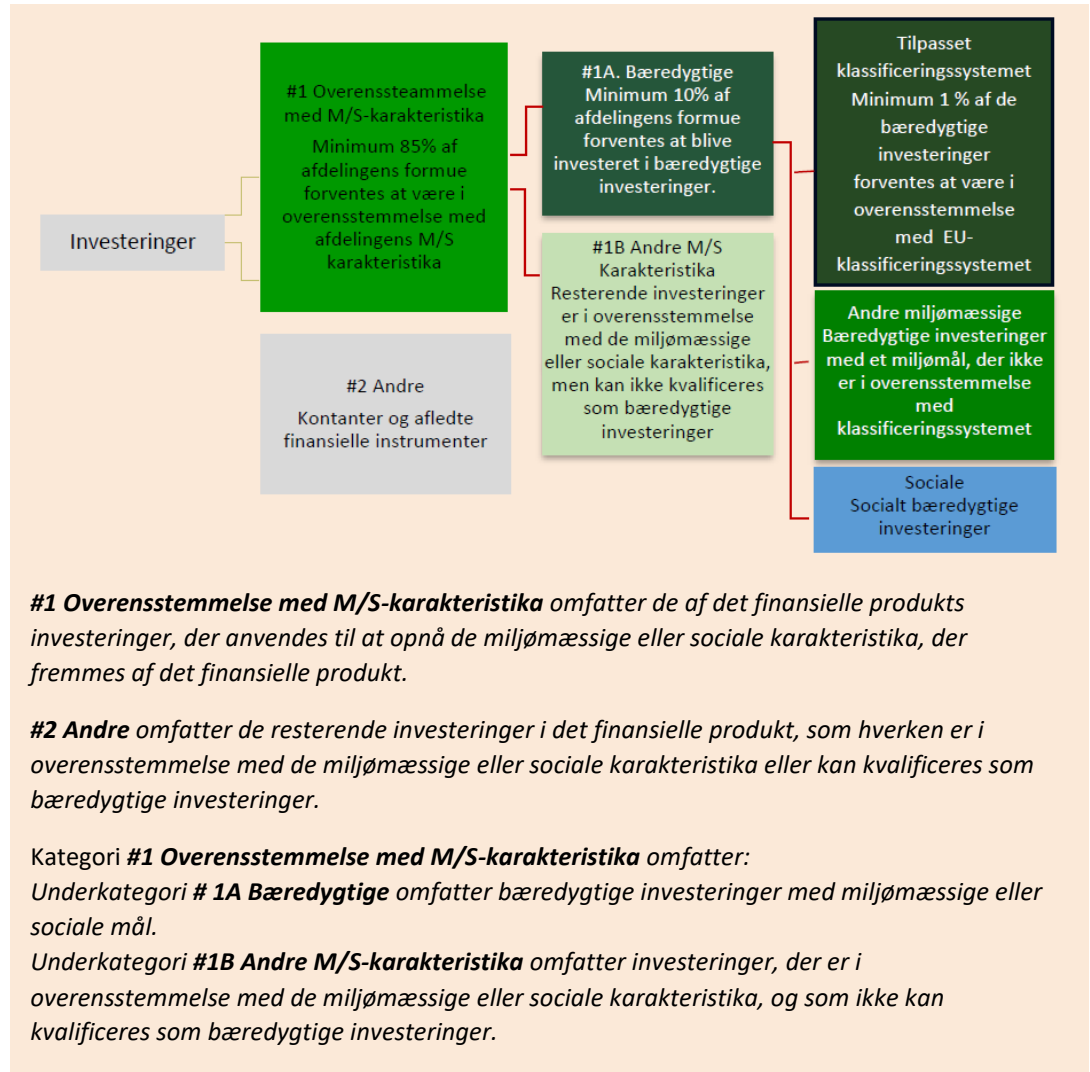 Investeringer
#1 Overenssteammelse
med M/S-karakteristika
Minimum 85% af
afdelingens formue
forventes at være i
overensstemmelse med
afdelingens M/S
karakteristika
#2 Andre
Kontanter og afledte
finansielle instrumenter
#1A. Bæredygtige
Minimum 10% af
afdelingens formue
forventes at blive
investeret i bæredygtige
investeringer.
#1B Andre M/S
Karakteristika
Resterende investeringer
er i overensstemmelse
med de miljømæssige
eller sociale karakteristika,
men kan ikke kvalificeres
som bæredygtige
investeringer
Tilpasset
klassificeringssystemet
Minimum 1 % af de
bæredygtige
investeringer
forventes at være i
overensstemmelse
med EU-
klassificeringssystemet
Andre miljømæssige
Bæredygtige investeringer
med et miljømål, der ikke
er i overensstemmelse
med
klassificeringssystemet
Sociale
Socialt bæredygtige
investeringer
#1 Overensstemmelse med M/S-karakteristika omfatter de af det finansielle produkts
investeringer, der anvendes til at opnå de miljømæssige eller sociale karakteristika, der
fremmes af det finansielle produkt.
#2 Andre omfatter de resterende investeringer i det finansielle produkt, som hverken er i
overensstemmelse med de miljømæssige eller sociale karakteristika eller kan kvalificeres som
bæredygtige investeringer.
Kategori #1 Overensstemmelse med M/S-karakteristika omfatter:
Underkategori # 1A Bæredygtige omfatter bæredygtige investeringer med miljømæssige eller
sociale mål.
Underkategori #1B Andre M/S-karakteristika omfatter investeringer, der er i
overensstemmelse med de miljømæssige eller sociale karakteristika, og som ikke kan
kvalificeres som bæredygtige investeringer.